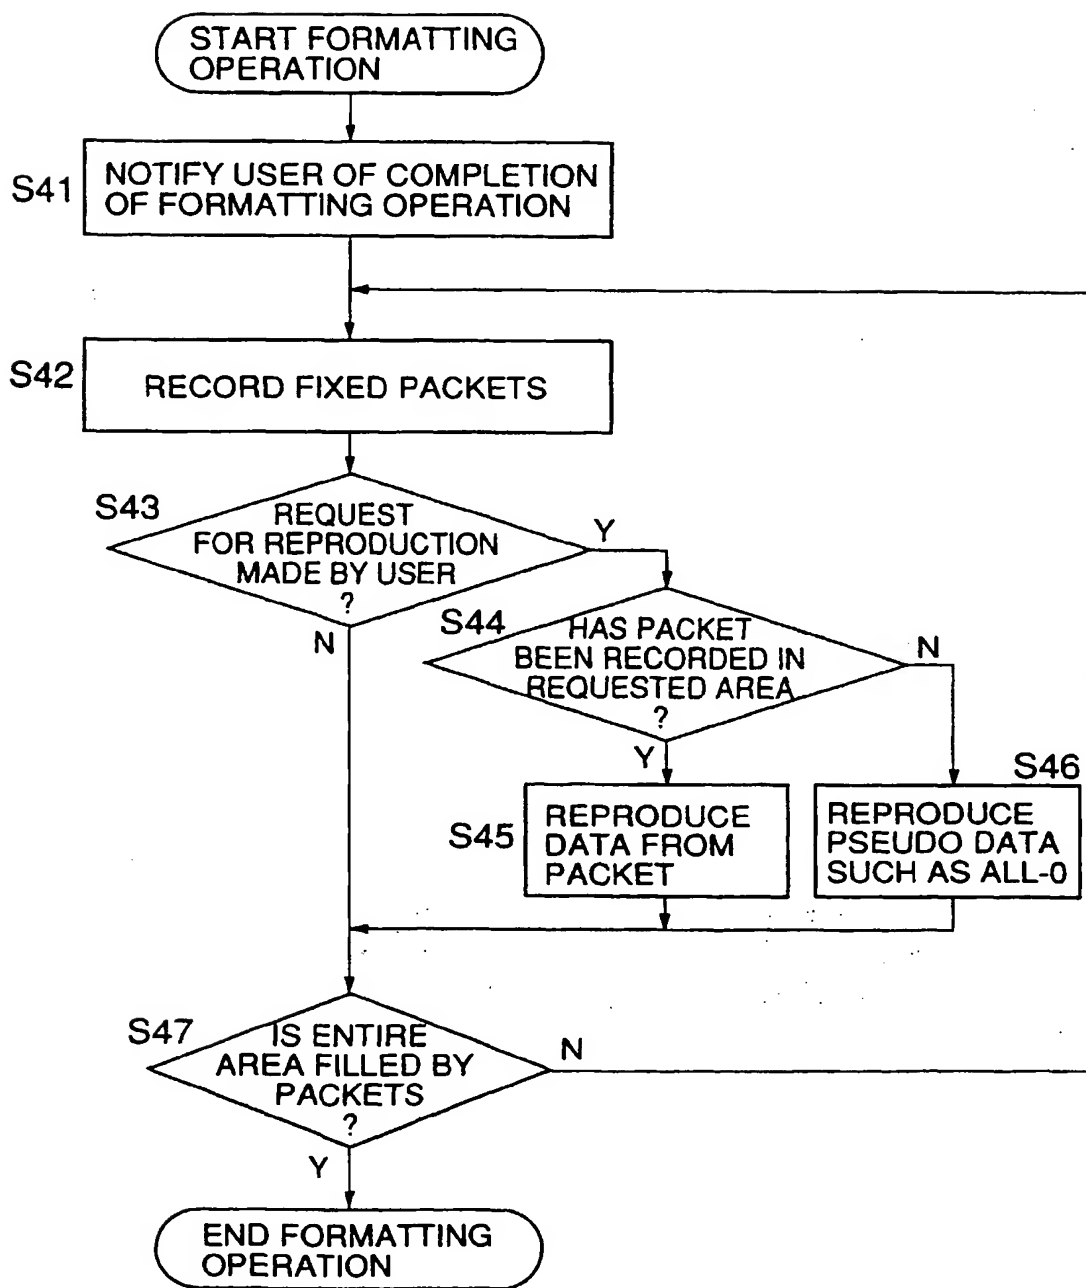 START FORMATTING
OPERATION
S41
NOTIFY USER OF COMPLETION
OF FORMATTING OPERATION
S42
RECORD FIXED PACKETS
S43
REQUEST
FOR REPRODUCTION
MADE BY USER
?
Y
N
S44
HAS PACKET
BEEN RECORDED IN
REQUESTED AREA
?
N
Y
S45
REPRODUCE
DATA FROM
PACKET
S46
REPRODUCE
PSEUDO DATA
SUCH AS ALL-0
S47
IS ENTIRE
AREA FILLED BY
PACKETS
?
N
Y
END FORMATTING
OPERATION